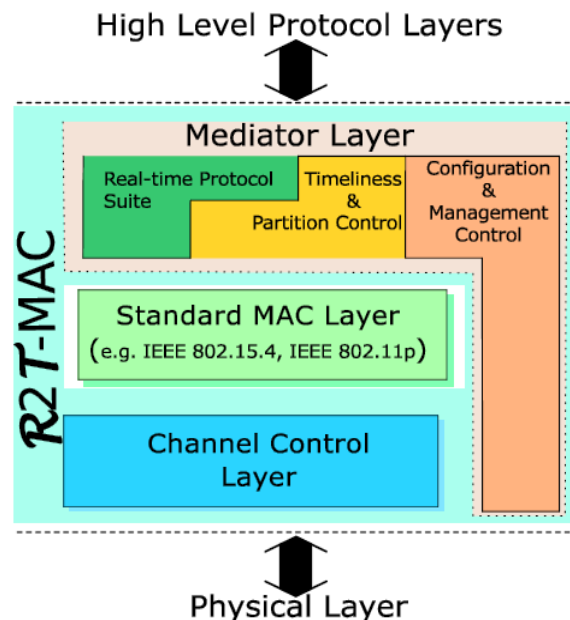 High Level Protocol Layers
R2T-MAC
Mediator Layer
Real-time Protocol
Suite
Timeliness
&
Partition Control
Configuration
&
Management
Control
Standard MAC Layer
(e.g. IEEE 802.15.4, IEEE 802.11p)
Channel Control
Layer
Physical Layer